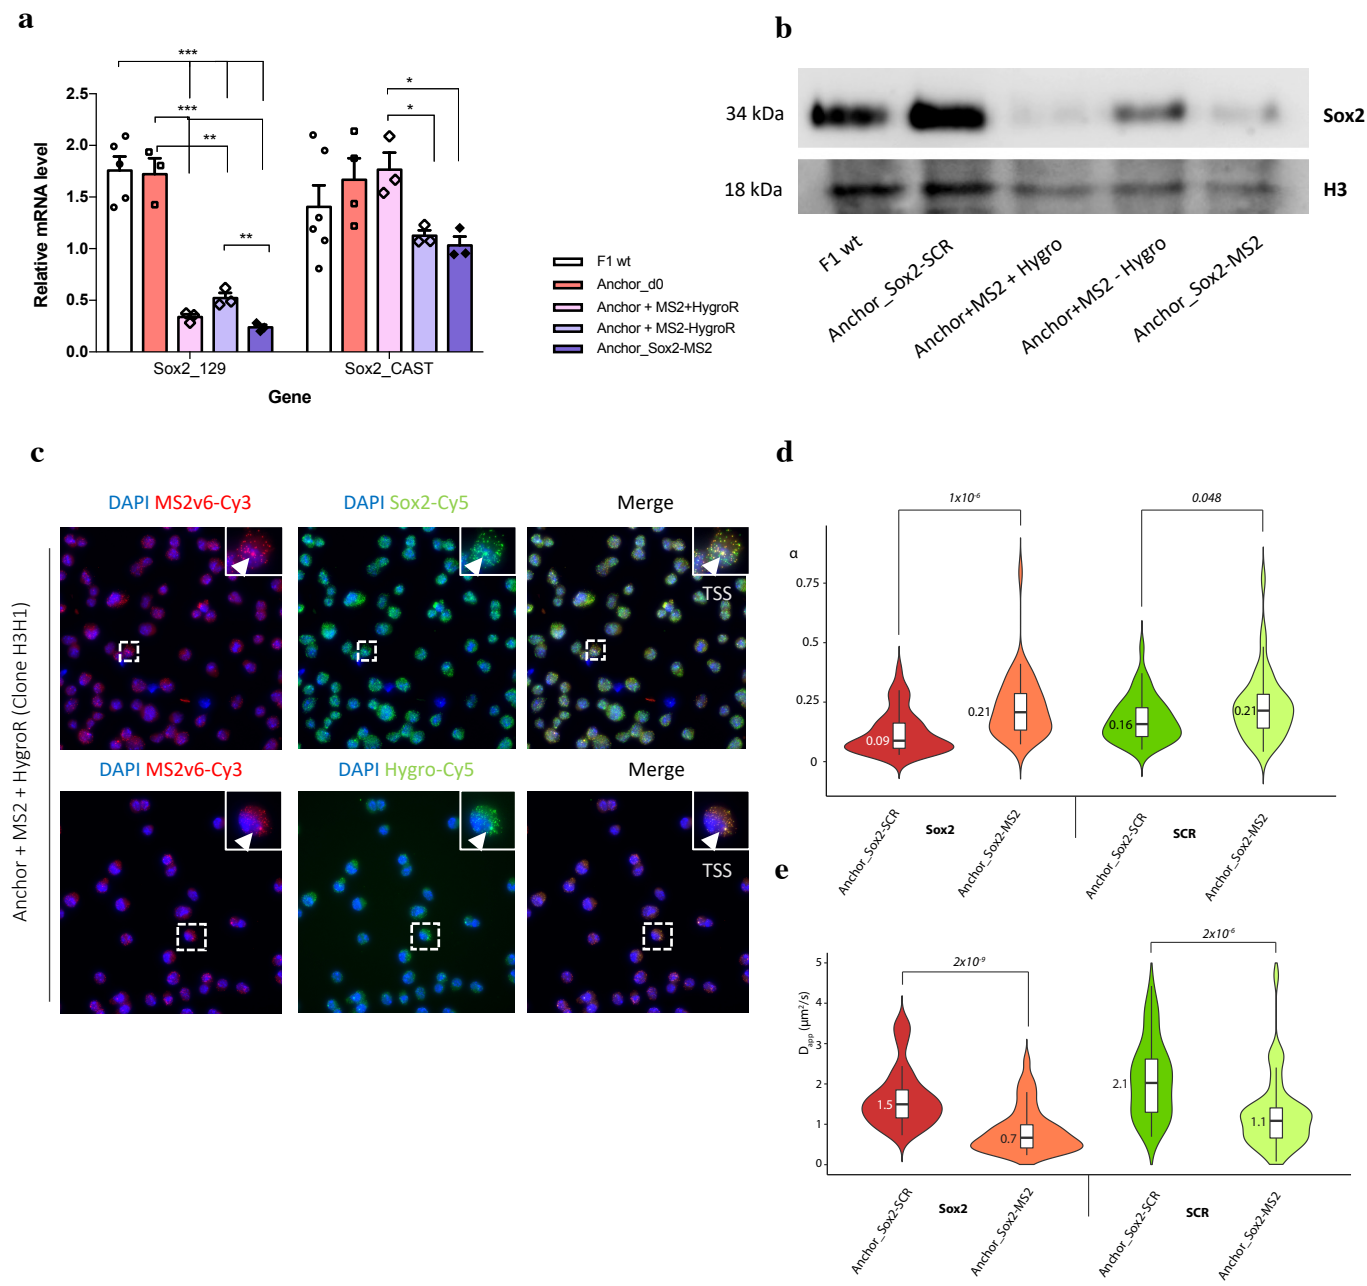 a
***
***
*
*
**
**
2.5
2.0
1.5
1.0
0.5
0.0
Relative mRNA level
Sox2_129
Sox2_CAST
Gene
F1 wt
Anchor_d0
Anchor + MS2+HygroR
Anchor + MS2-HygroR
Anchor_Sox2-MS2
b
34 kDa
Sox2
18 kDa
H3
F1 wt
Anchor_Sox2-SCR
Anchor+MS2 + Hygro
Anchor+MS2 - Hygro
Anchor_Sox2-MS2
c
DAPI MS2v6-Cy3
DAPI Sox2-Cy5
Merge
TSS
Anchor + MS2 + HygroR (Clone H3H1)
DAPI MS2v6-Cy3
DAPI Hygro-Cy5
Merge
TSS
d
1x10-6
0.048
α
0.75
0.5
0.25
0
0.09
0.21
0.16
0.21
Anchor_Sox2-SCR
Sox2
Anchor_Sox2-MS2
Anchor_Sox2-SCR
SCR
Anchor_Sox2-MS2
e
2x10-9
2x10-6
Dapp (µm²/s)
5
4
3
2
1
0
1.5
0.7
2.1
1.1
Anchor_Sox2-SCR
Sox2
Anchor_Sox2-MS2
Anchor_Sox2-SCR
SCR
Anchor_Sox2-MS2